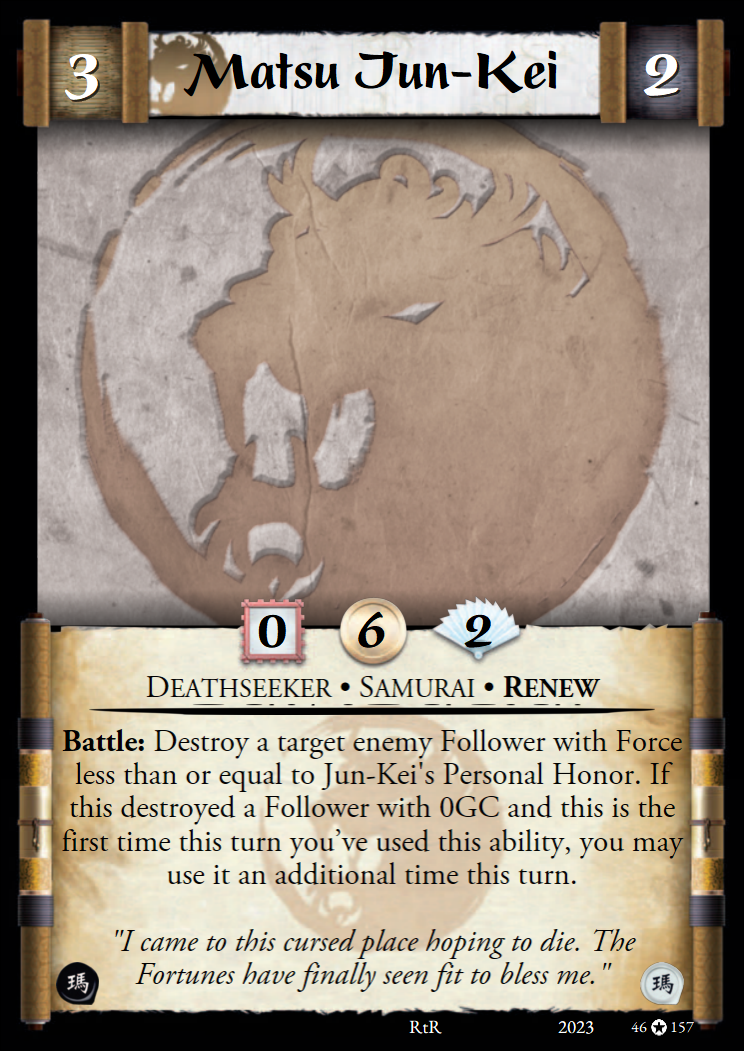 3 Matsu Jun-Kei 2
0 6 2
DEATHSEEKER • SAMURAI • RENEW
Battle: Destroy a target enemy Follower with Force
less than or equal to Jun-Kei's Personal Honor. If
this destroyed a Follower with 0GC and this is the
first time this turn you've used this ability, you may
use it an additional time this turn.
"I came to this cursed place hoping to die. The
Fortunes have finally seen fit to bless me."
瑪 瑪
RtR 2023 46 ✪ 157